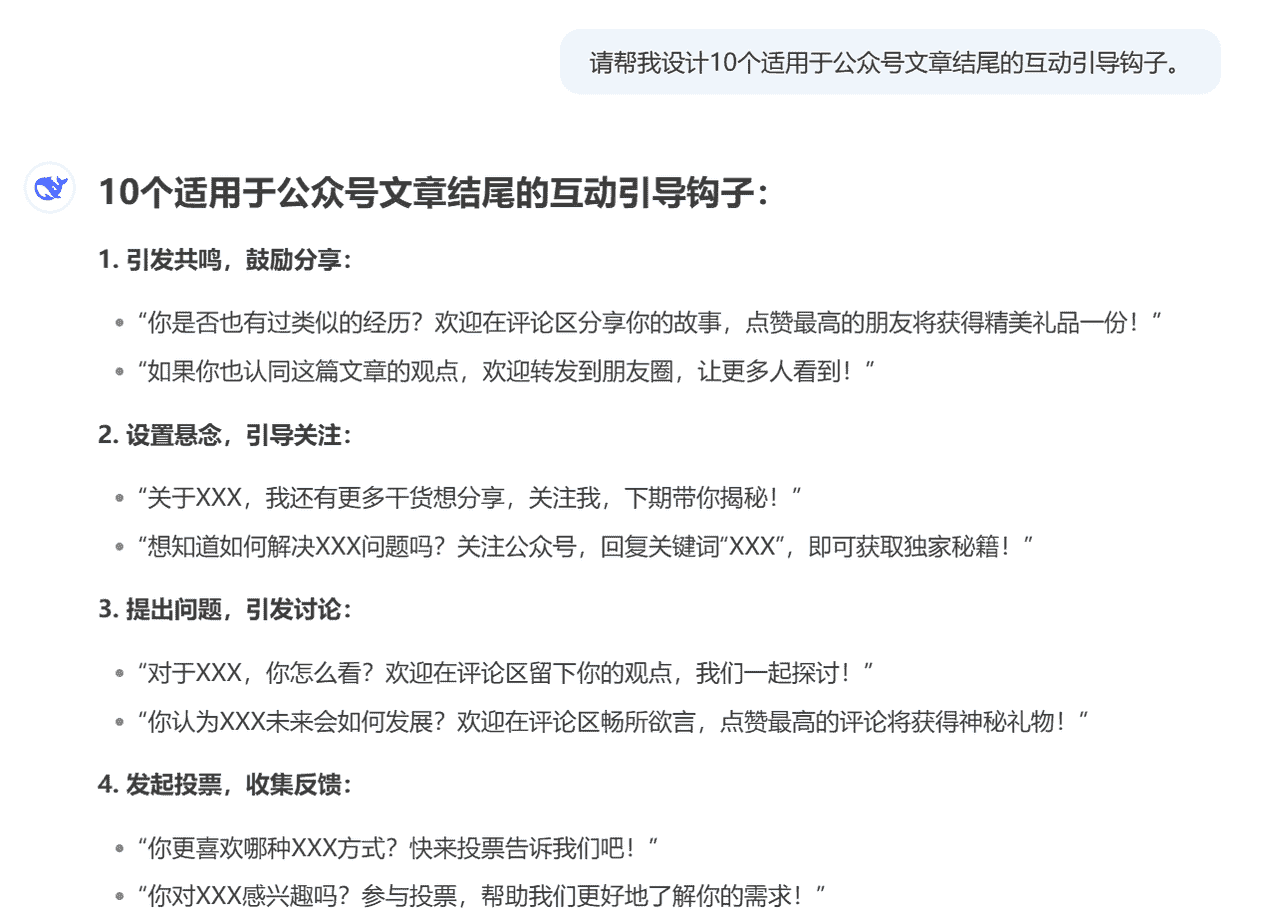 请帮我设计10个适用于公众号文章结尾的互动引导钩子。
10个适用于公众号文章结尾的互动引导钩子：
1. 引发共鸣，鼓励分享：
• “你是否也有过类似的经历？欢迎在评论区分享你的故事，点赞最高的朋友将获得精美礼品一份！”
• “如果你也认同这篇文章的观点，欢迎转发到朋友圈，让更多人看到！”
2. 设置悬念，引导关注：
• “关于XXX，我还有更多干货想分享，关注我，下期带你揭秘！”
• “想知道如何解决XXX问题吗？关注公众号，回复关键词“XXX”，即可获取独家秘籍！”
3. 提出问题，引发讨论：
• “对于XXX，你怎么看？欢迎在评论区留下你的观点，我们一起探讨！”
• “你认为XXX未来会如何发展？欢迎在评论区畅所欲言，点赞最高的评论将获得神秘礼物！”
4. 发起投票，收集反馈：
• “你更喜欢哪种XXX方式？快来投票告诉我们吧！”
• “你对XXX感兴趣吗？参与投票，帮助我们更好地了解你的需求！”